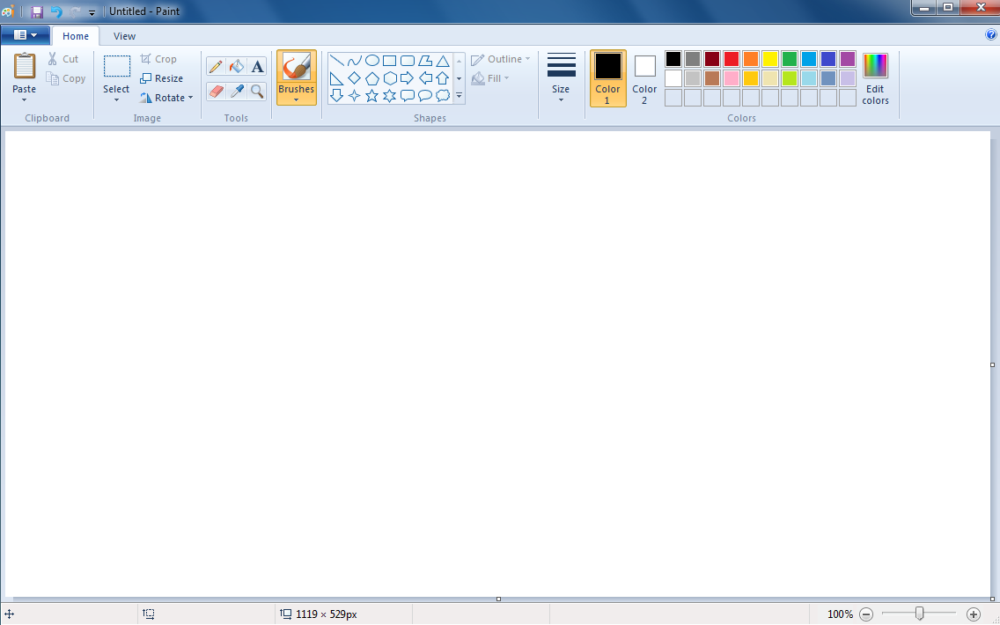 Untitled - Paint
Home View
Paste
Cut
Copy
Clipboard
Select
Crop
Resize
Rotate
Image
A
Tools
Brushes
Shapes
Outline
Fill
Size
Color 1
Color 2
Edit colors
Colors
1119 × 529px
100%